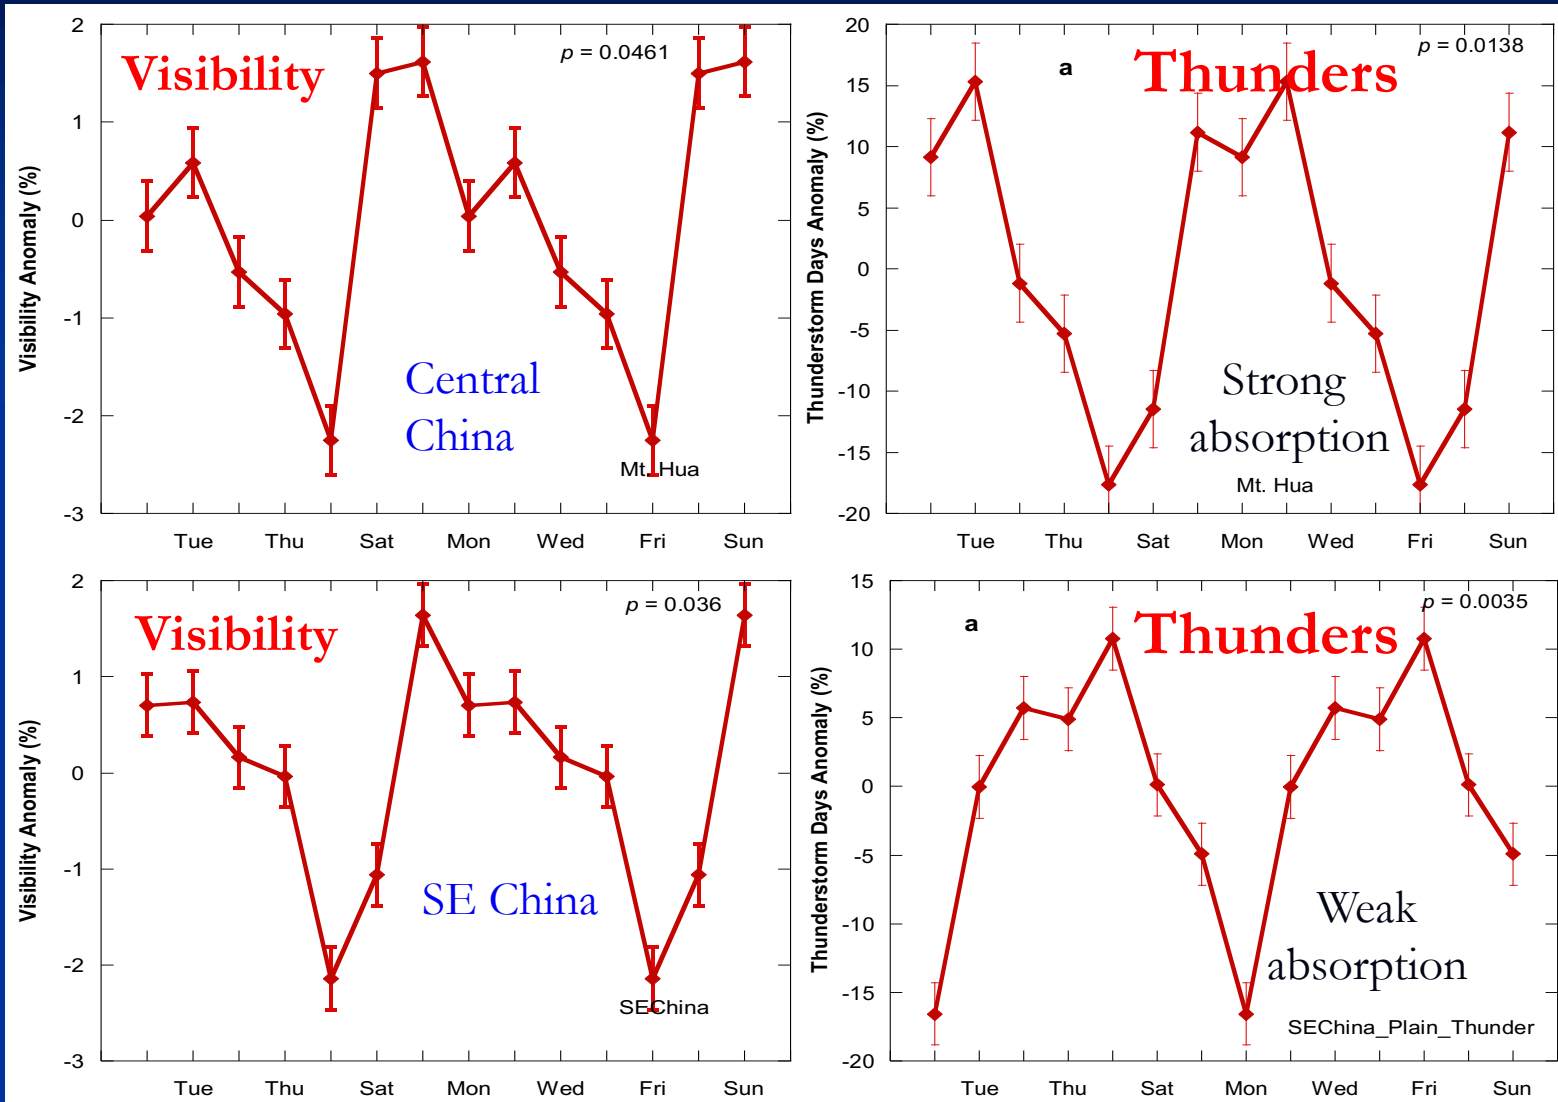 Visibility
p = 0.0461
Visibility Anomaly (%)
2
1
0
-1
-2
-3
Central
China
Mt. Hua
Tue Thu Sat Mon Wed Fri Sun
a
Thunders
p = 0.0138
Thunderstorm Days Anomaly (%)
20
15
10
5
0
-5
-10
-15
-20
Strong
absorption
Mt. Hua
Tue Thu Sat Mon Wed Fri Sun
Visibility
p = 0.036
Visibility Anomaly (%)
2
1
0
-1
-2
-3
SE China
SEChina
Tue Thu Sat Mon Wed Fri Sun
a
Thunders
p = 0.0035
Thunderstorm Days Anomaly (%)
15
10
5
0
-5
-10
-15
-20
Weak
absorption
SEChina_Plain_Thunder
Tue Thu Sat Mon Wed Fri Sun